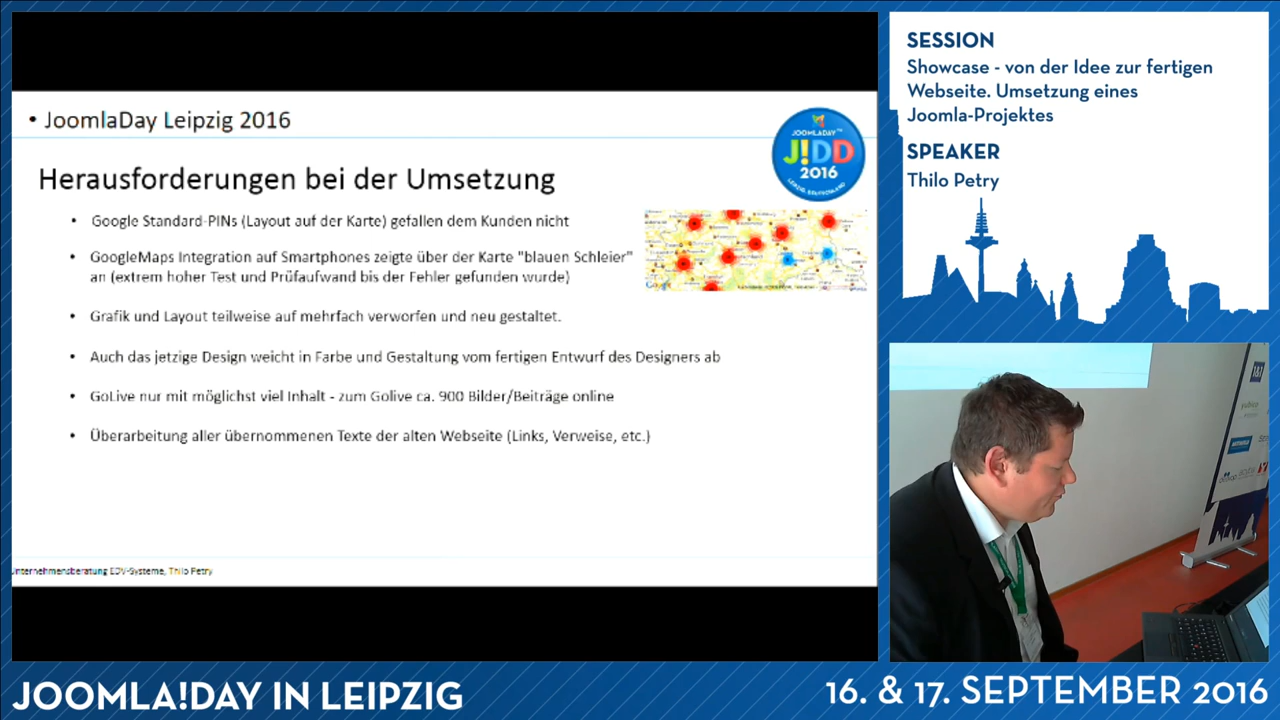 • JoomlaDay Leipzig 2016
JOOMLADAY™
J!DD
2016
LEIPZIG, DEUTSCHLAND
Herausforderungen bei der Umsetzung
• Google Standard-PINs (Layout auf der Karte) gefallen dem Kunden nicht
• GoogleMaps Integration auf Smartphones zeigte über der Karte "blauen Schleier"
an (extrem hoher Test und Prüfaufwand bis der Fehler gefunden wurde)
• Grafik und Layout teilweise auf mehrfach verworfen und neu gestaltet.
• Auch das jetzige Design weicht in Farbe und Gestaltung vom fertigen Entwurf des Designers ab
• GoLive nur mit möglichst viel Inhalt - zum Golive ca. 900 Bilder/Beiträge online
• Überarbeitung aller übernommenen Texte der alten Webseite (Links, Verweise, etc.)
Unternehmensberatung EDV-Systeme, Thilo Petry
SESSION
Showcase - von der Idee zur fertigen
Webseite. Umsetzung eines
Joomla-Projektes
SPEAKER
Thilo Petry
1&1
yubico
JOOMLA!DAY IN LEIPZIG
16. & 17. SEPTEMBER 2016